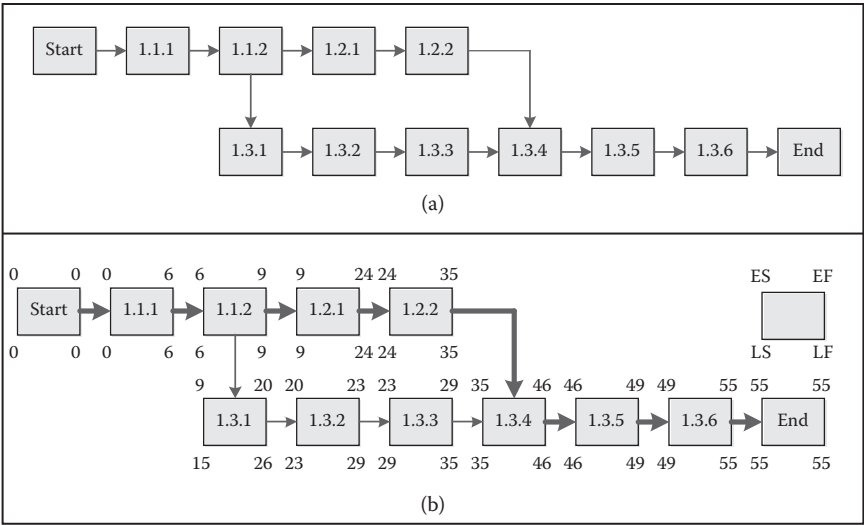 Start 1.1.1 1.1.2 1.2.1 1.2.2
1.3.1 1.3.2 1.3.3 1.3.4 1.3.5 1.3.6 End
(a)
0 0 0 6 6 9 9 24 24 35
ES EF
Start 1.1.1 1.1.2 1.2.1 1.2.2
0 0 0 6 6 9 9 24 24 35
LS LF
9 20 20 23 23 29 35 46 46 49 49 55 55 55
1.3.1 1.3.2 1.3.3 1.3.4 1.3.5 1.3.6 End
15 26 23 29 29 35 35 46 46 49 49 55 55 55
(b)